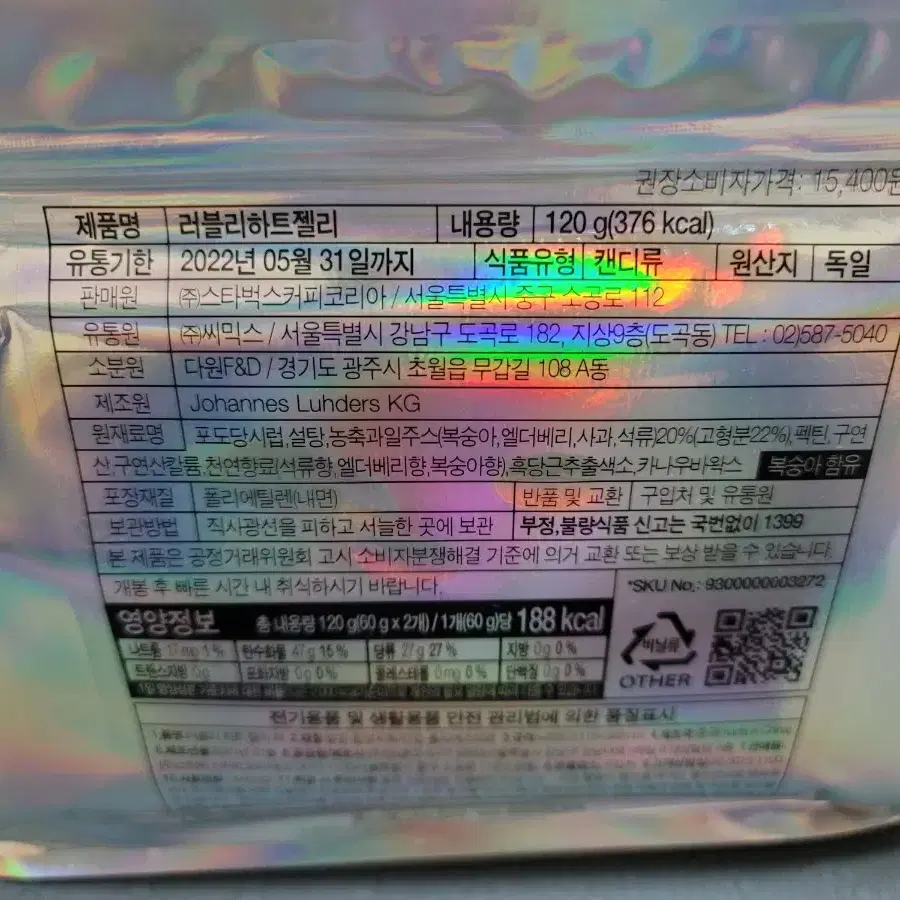 권장소비자가격: 15,400원
제품명 러블리하트젤리 내용량 120 g(376 kcal)
유통기한 2022년 05월 31일까지 식품유형 캔디류 원산지 독일
판매원 ㈜스타벅스커피코리아 / 서울특별시 중구 소공로 112
유통원 ㈜씨믹스 / 서울특별시 강남구 도곡로 182, 지상9층(도곡동) TEL : 02)587-5040
소분원 다원F&D / 경기도 광주시 초월읍 무갑길 108 A동
제조원 Johannes Luhders KG
원재료명 포도당시럽,설탕,농축과일주스(복숭아,엘더베리,사과,석류)20%(고형분22%),펙틴,구연
산,구연산칼륨,천연향료(석류향,엘더베리향,복숭아향),흑당근추출색소,카나우바왁스 복숭아 함유
포장재질 폴리에틸렌(내면) 반품 및 교환 구입처 및 유통원
보관방법 직사광선을 피하고 서늘한 곳에 보관 부정,불량식품 신고는 국번없이 1399
본 제품은 공정거래위원회 고시 소비자분쟁해결 기준에 의거 교환 또는 보상 받을 수 있습니다.
개봉 후 빠른 시간 내 취식하시기 바랍니다.
*SKU No.: 9300000003272
영양정보 총 내용량 120 g(60 g x 2개) / 1개(60 g)당 188 kcal
나트륨 17 mg 1% 탄수화물 47 g 15% 당류 27 g 27% 지방 0g 0%
트랜스지방 0g 포화지방 0g 0% 콜레스테롤 0mg 0% 단백질 0g 0%
비닐류
OTHER
전기용품 및 생활용품 안전 관리법에 의한 품질표시